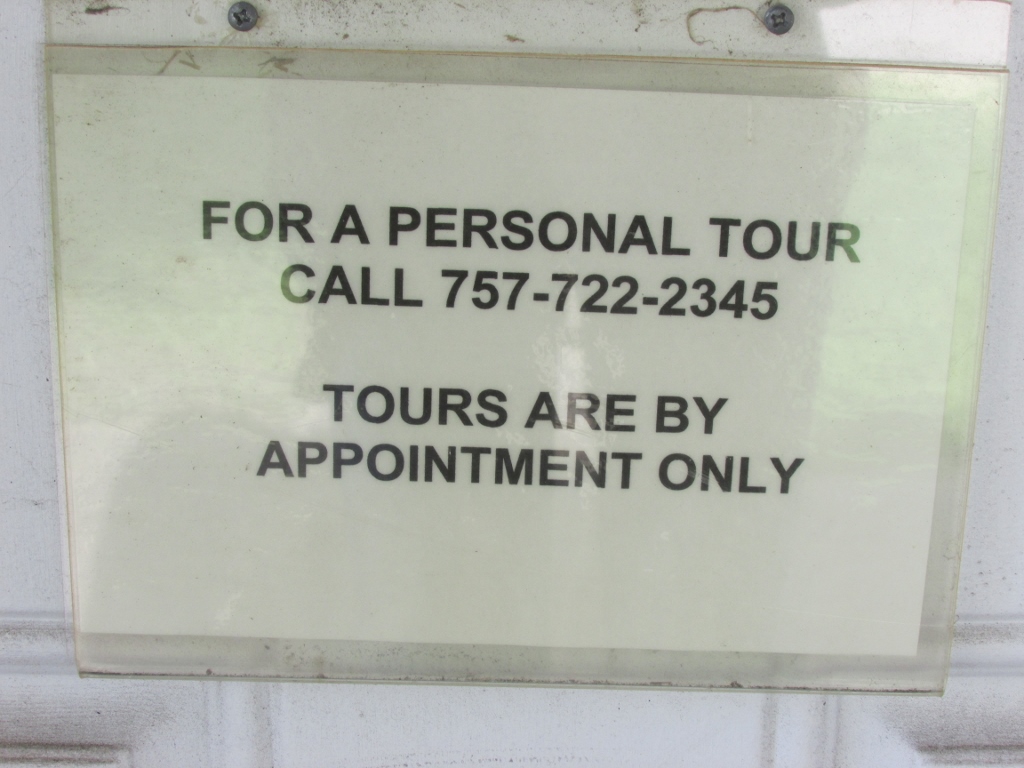 FOR A PERSONAL TOUR
CALL 757-722-2345
TOURS ARE BY
APPOINTMENT ONLY